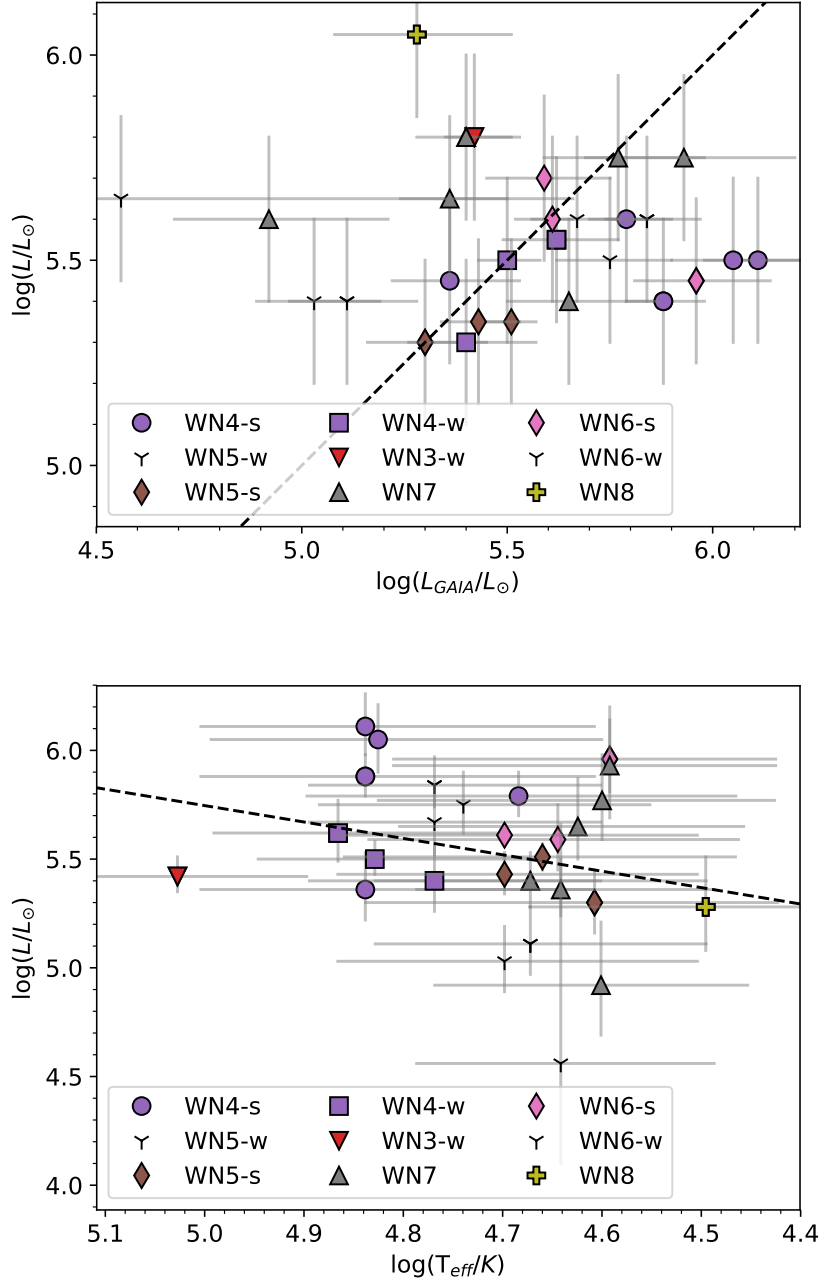 6.0
5.5
5.0
log(L/L☉)
WN4-s WN4-w WN6-s
WN5-w WN3-w WN6-w
WN5-s WN7 WN8
4.5 5.0 5.5 6.0
log(L_GAIA/L☉)
6.0
5.5
5.0
4.5
4.0
log(L/L☉)
WN4-s WN4-w WN6-s
WN5-w WN3-w WN6-w
WN5-s WN7 WN8
5.1 5.0 4.9 4.8 4.7 4.6 4.5 4.4
log(T_eff/K)